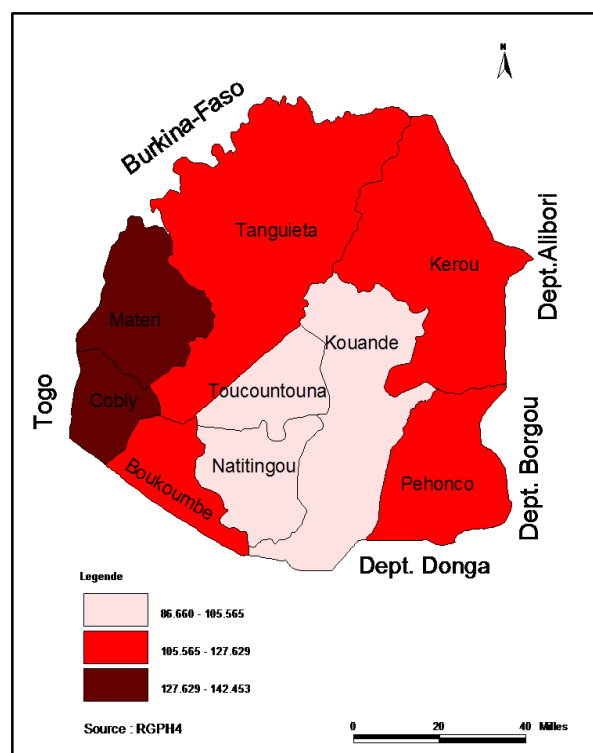 N
Burkina-Faso
Tanguieta
Kerou
Dept.Alibori
Materi
Kouande
Togo
Cobly
Toucountouna
Boukoumbe
Natitingou
Pehonco
Dept. Borgou
Dept. Donga
Legende
86.660 - 105.565
105.565 - 127.629
127.629 - 142.453
Source : RGPH4
0 20 40 Milles